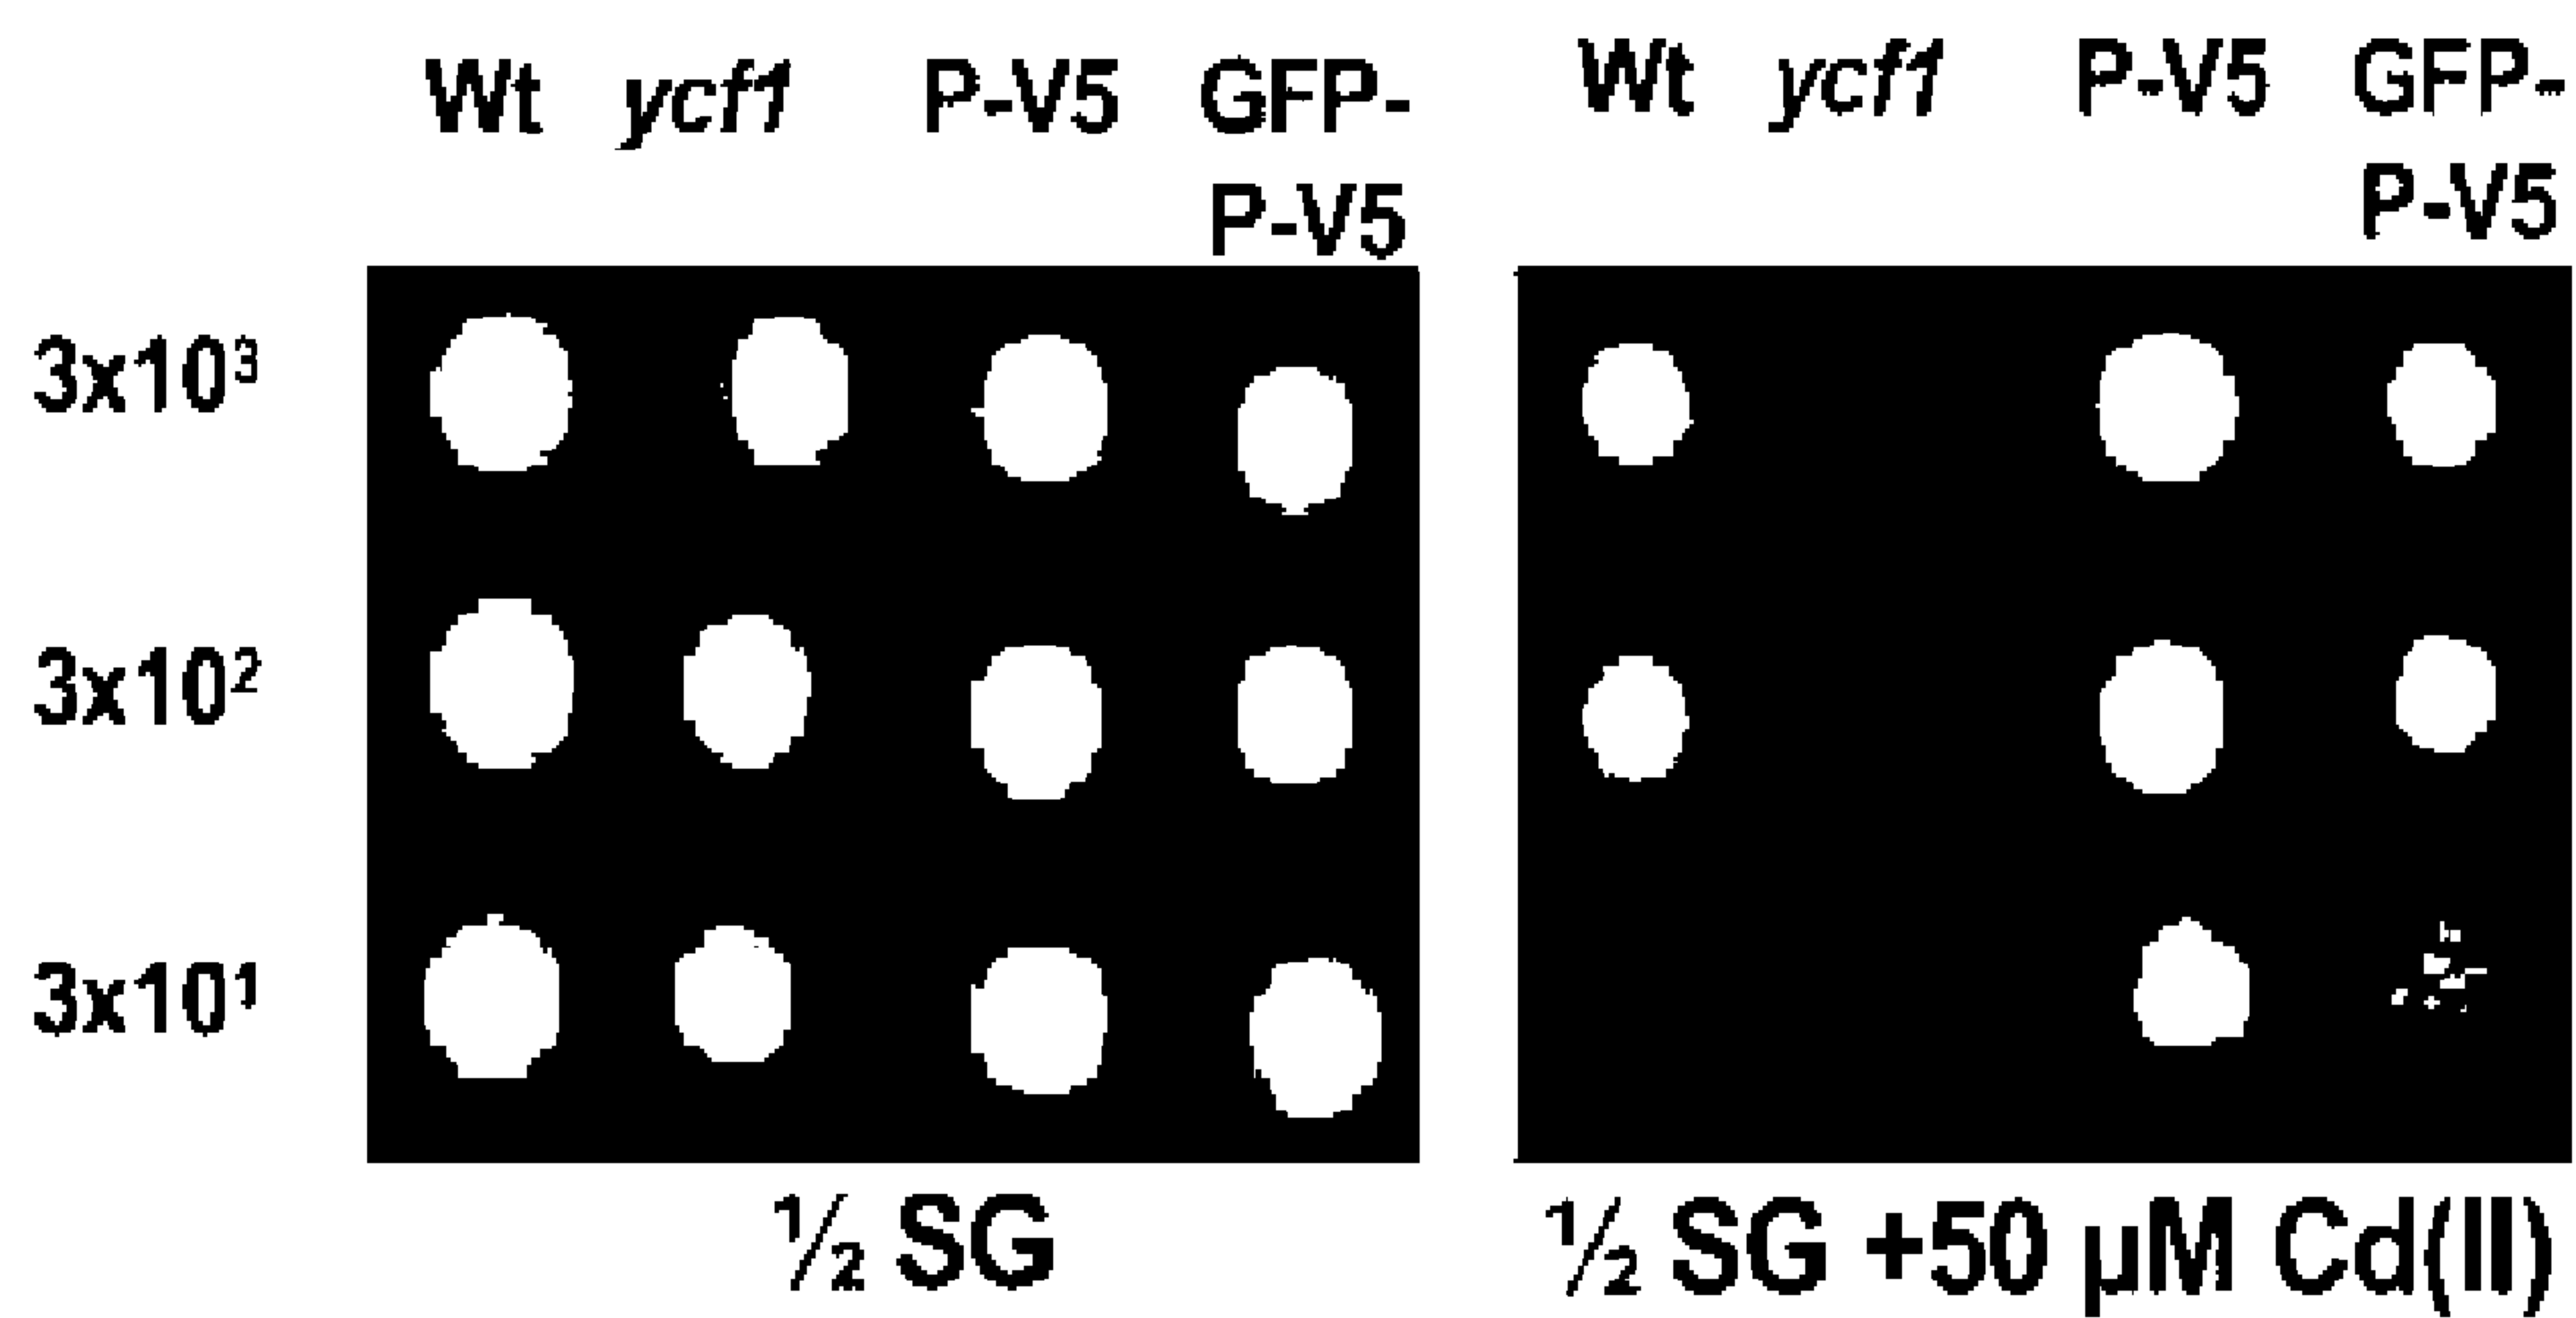 Wt ycf1 P-V5 GFP-
P-V5
Wt ycf1 P-V5 GFP-
P-V5
3x10³
3x10²
3x10¹
½ SG
½ SG +50 µM Cd(II)